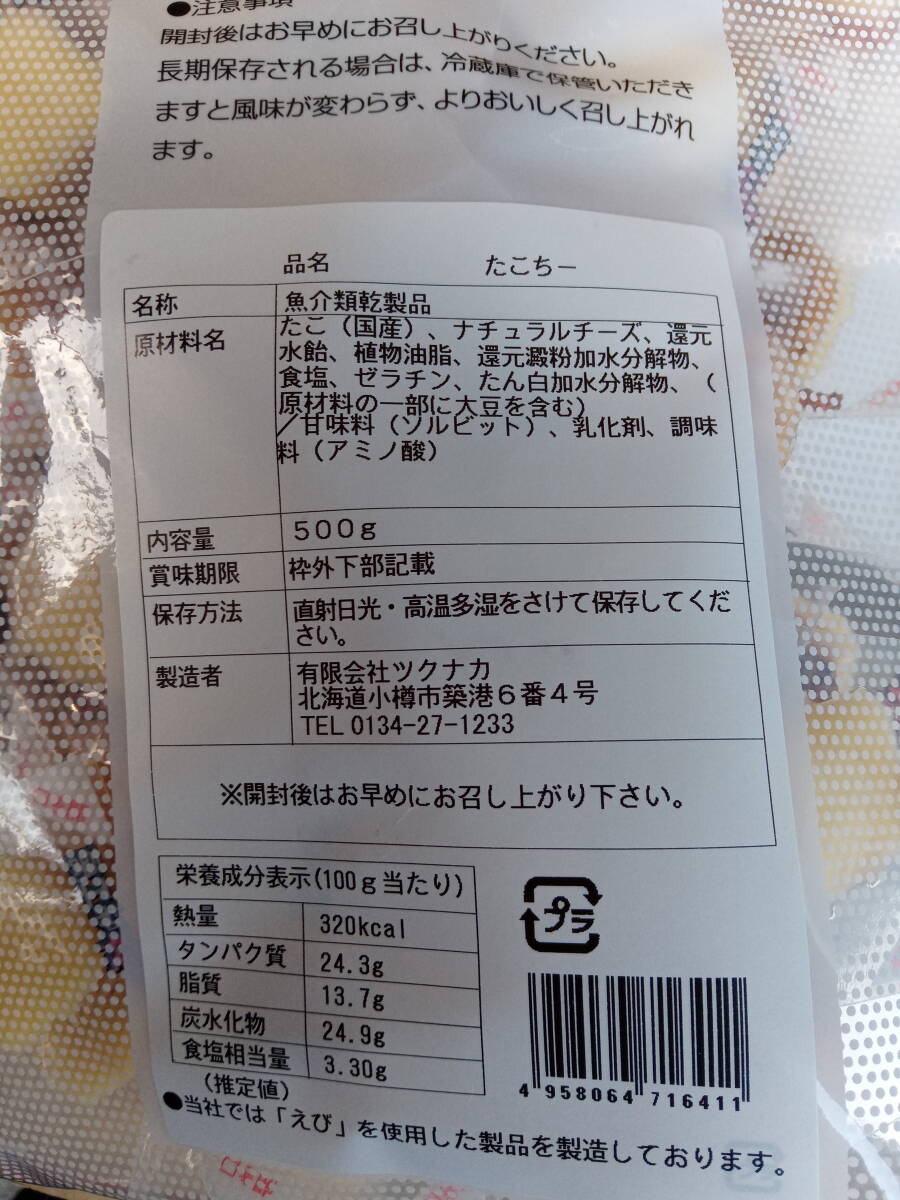 ●注意事項
開封後はお早めにお召し上がりください。
長期保存される場合は、冷蔵庫で保管いただき
ますと風味が変わらず、よりおいしく召し上がれ
ます。
品名 たこちー
名称 魚介類乾製品
原材料名 たこ（国産）、ナチュラルチーズ、還元
水飴、植物油脂、還元澱粉加水分解物、
食塩、ゼラチン、たん白加水分解物、（
原材料の一部に大豆を含む）
／甘味料（ソルビット）、乳化剤、調味
料（アミノ酸）
内容量 ５００ｇ
賞味期限 枠外下部記載
保存方法 直射日光・高温多湿をさけて保存してくだ
さい。
製造者 有限会社ツクナカ
北海道小樽市築港６番４号
TEL 0134-27-1233
※開封後はお早めにお召し上がり下さい。
栄養成分表示(100ｇ当たり)
熱量 320kcal
タンパク質 24.3g
脂質 13.7g
炭水化物 24.9g
食塩相当量 3.30g
（推定値）
プラ
4 958064 716411
●当社では「えび」を使用した製品を製造しております。